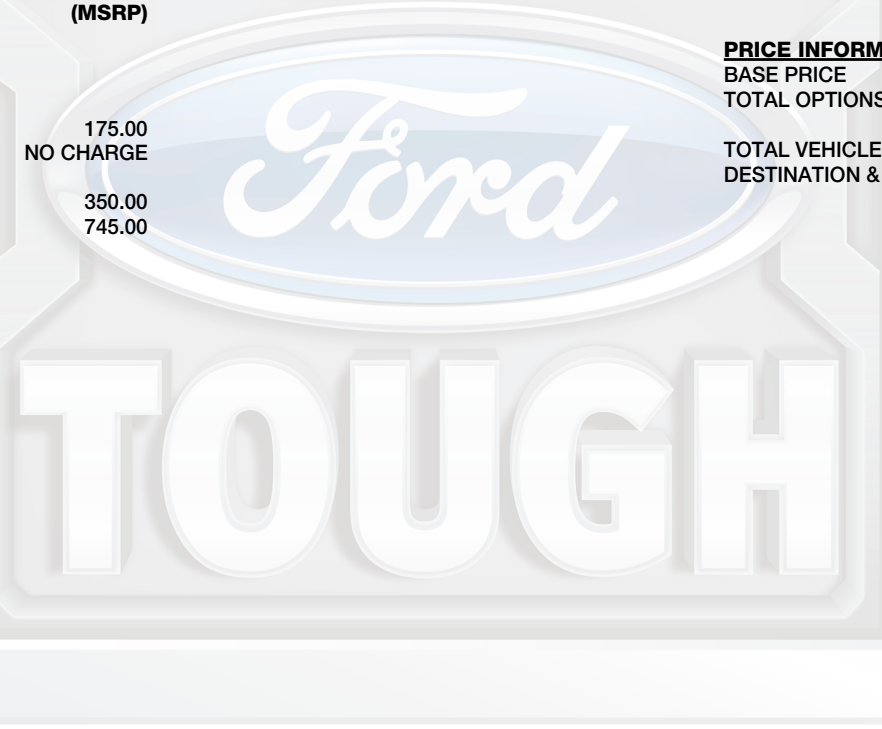 (MSRP)
175.00
NO CHARGE
350.00
745.00
PRICE INFORM
BASE PRICE
TOTAL OPTIONS
TOTAL VEHICLE
DESTINATION &
Ford
TOUGH